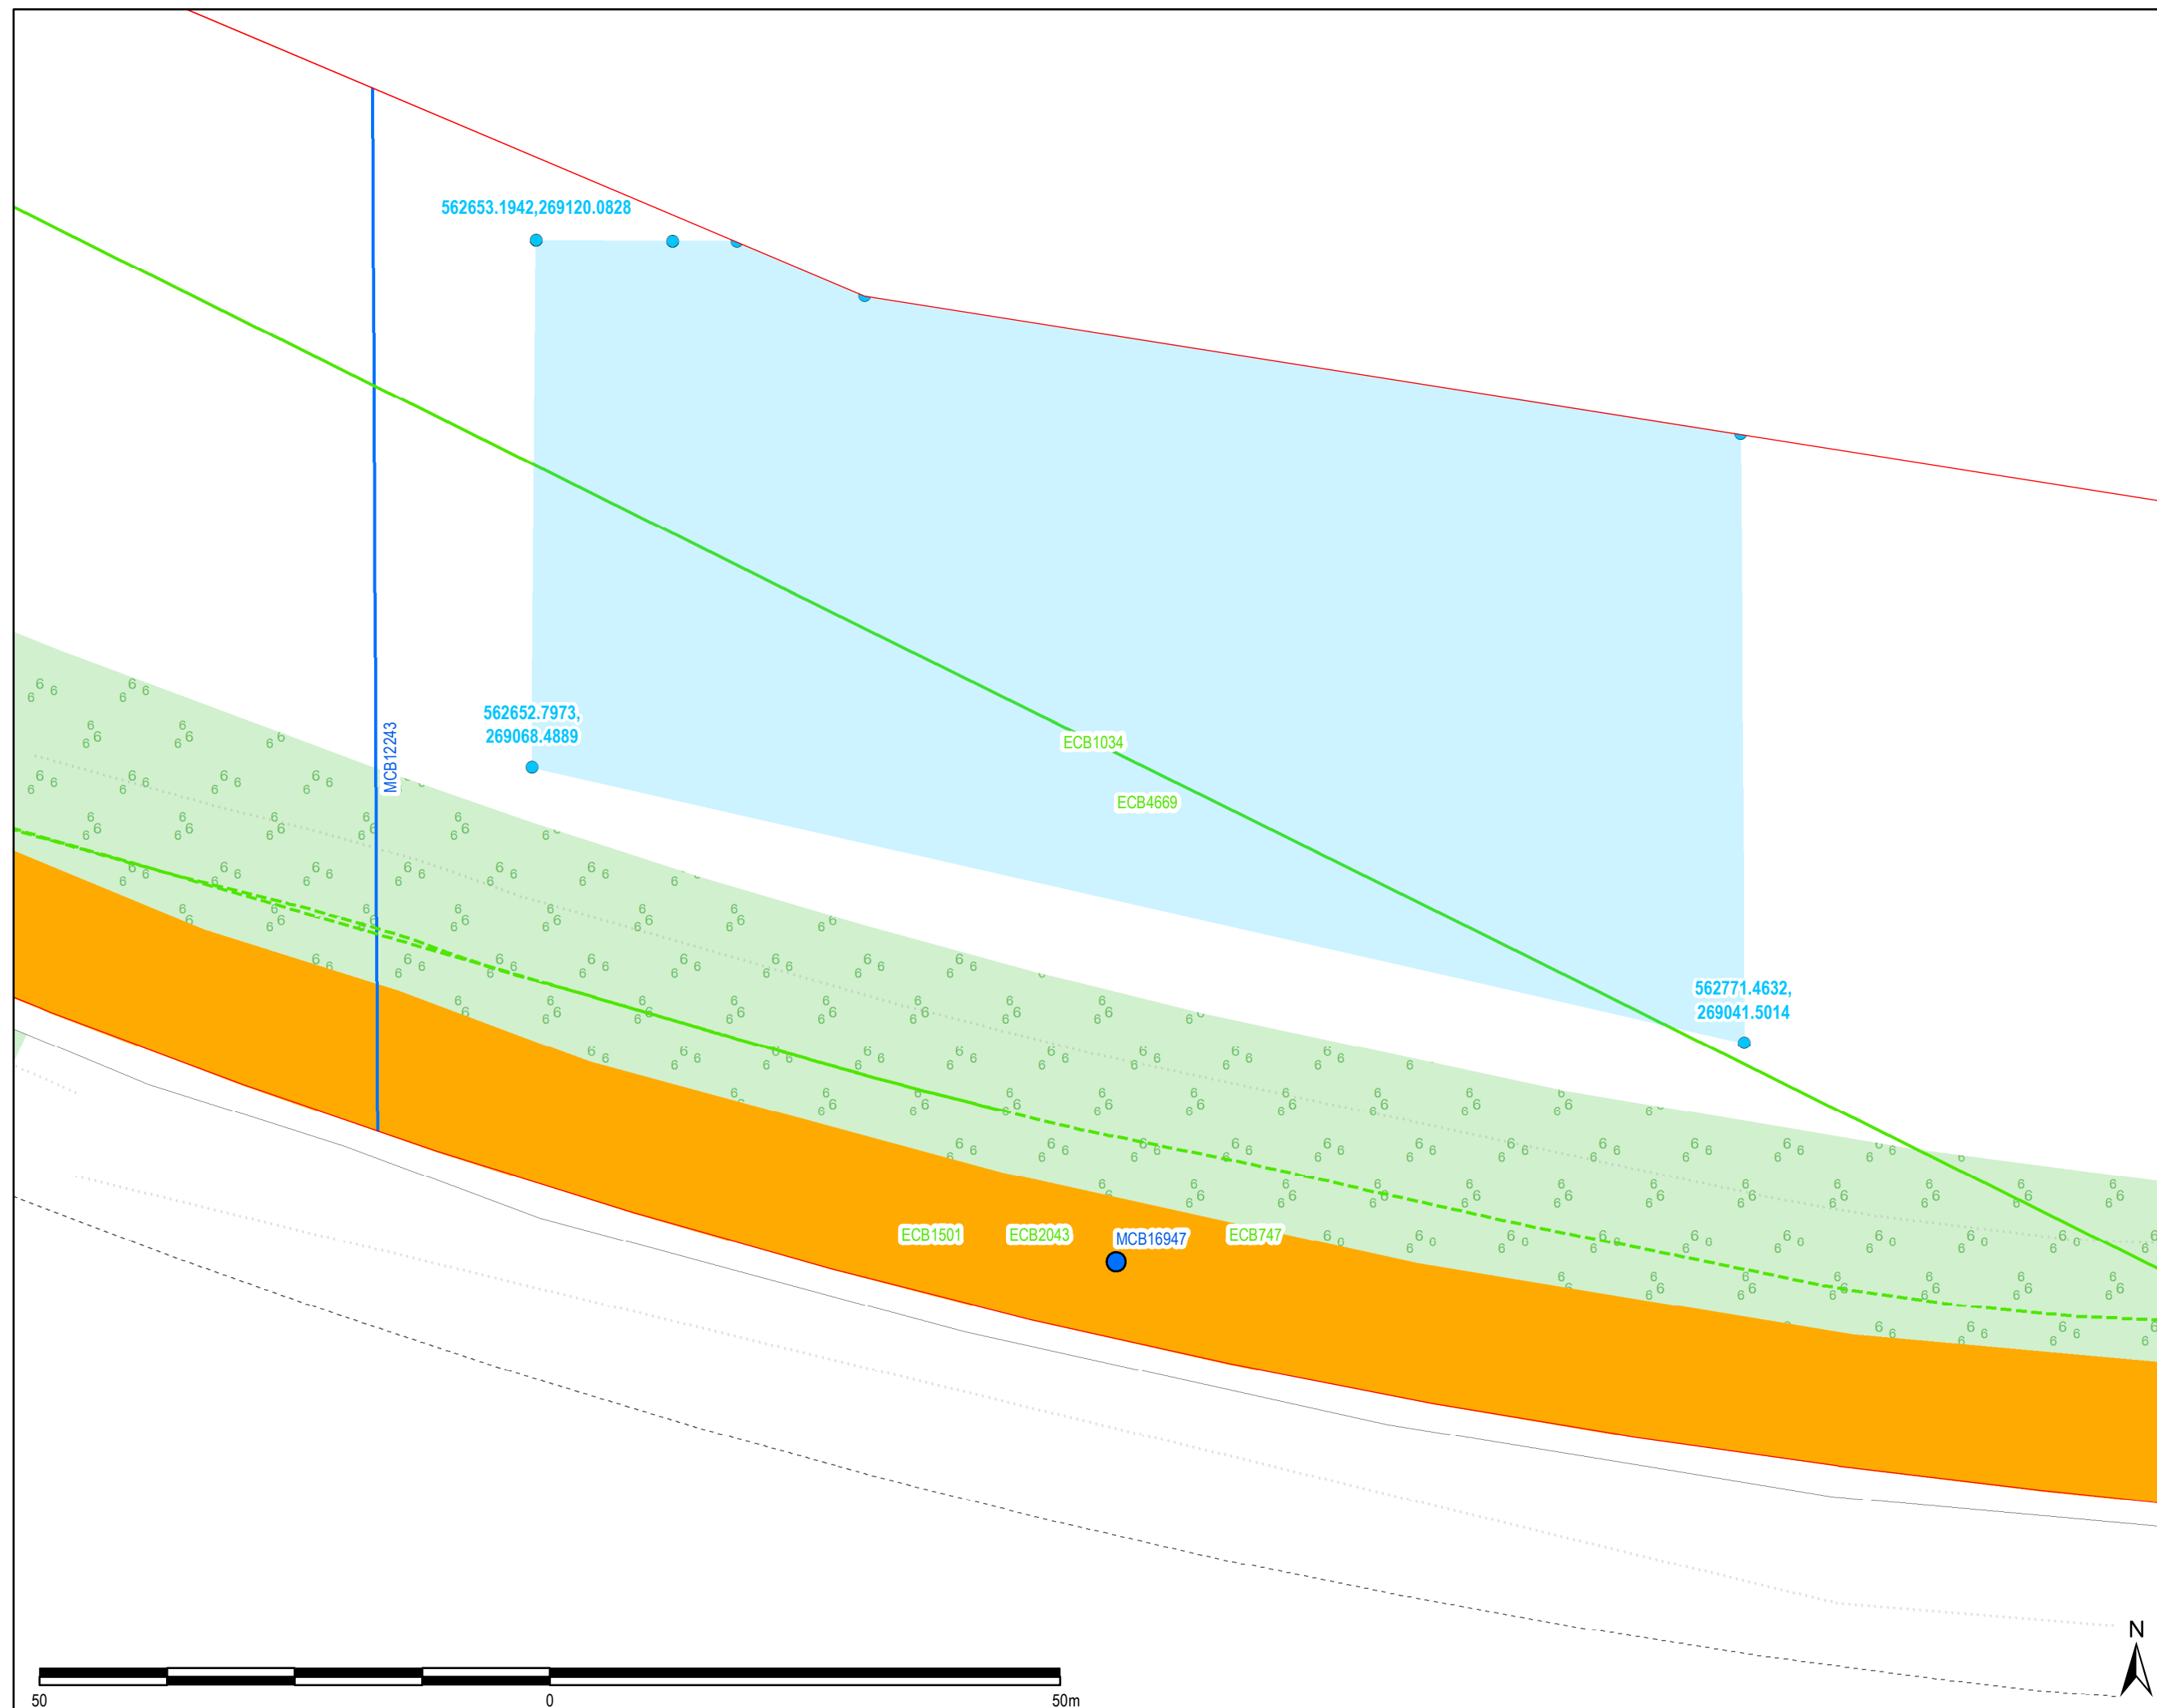 562653.1942,269120.0828
562652.7973,
269068.4889
MCB12243
ECB1034
ECB4669
562771.4632,
269041.5014
ECB1501 ECB2043 MCB16947 ECB747
N
50 0 50m